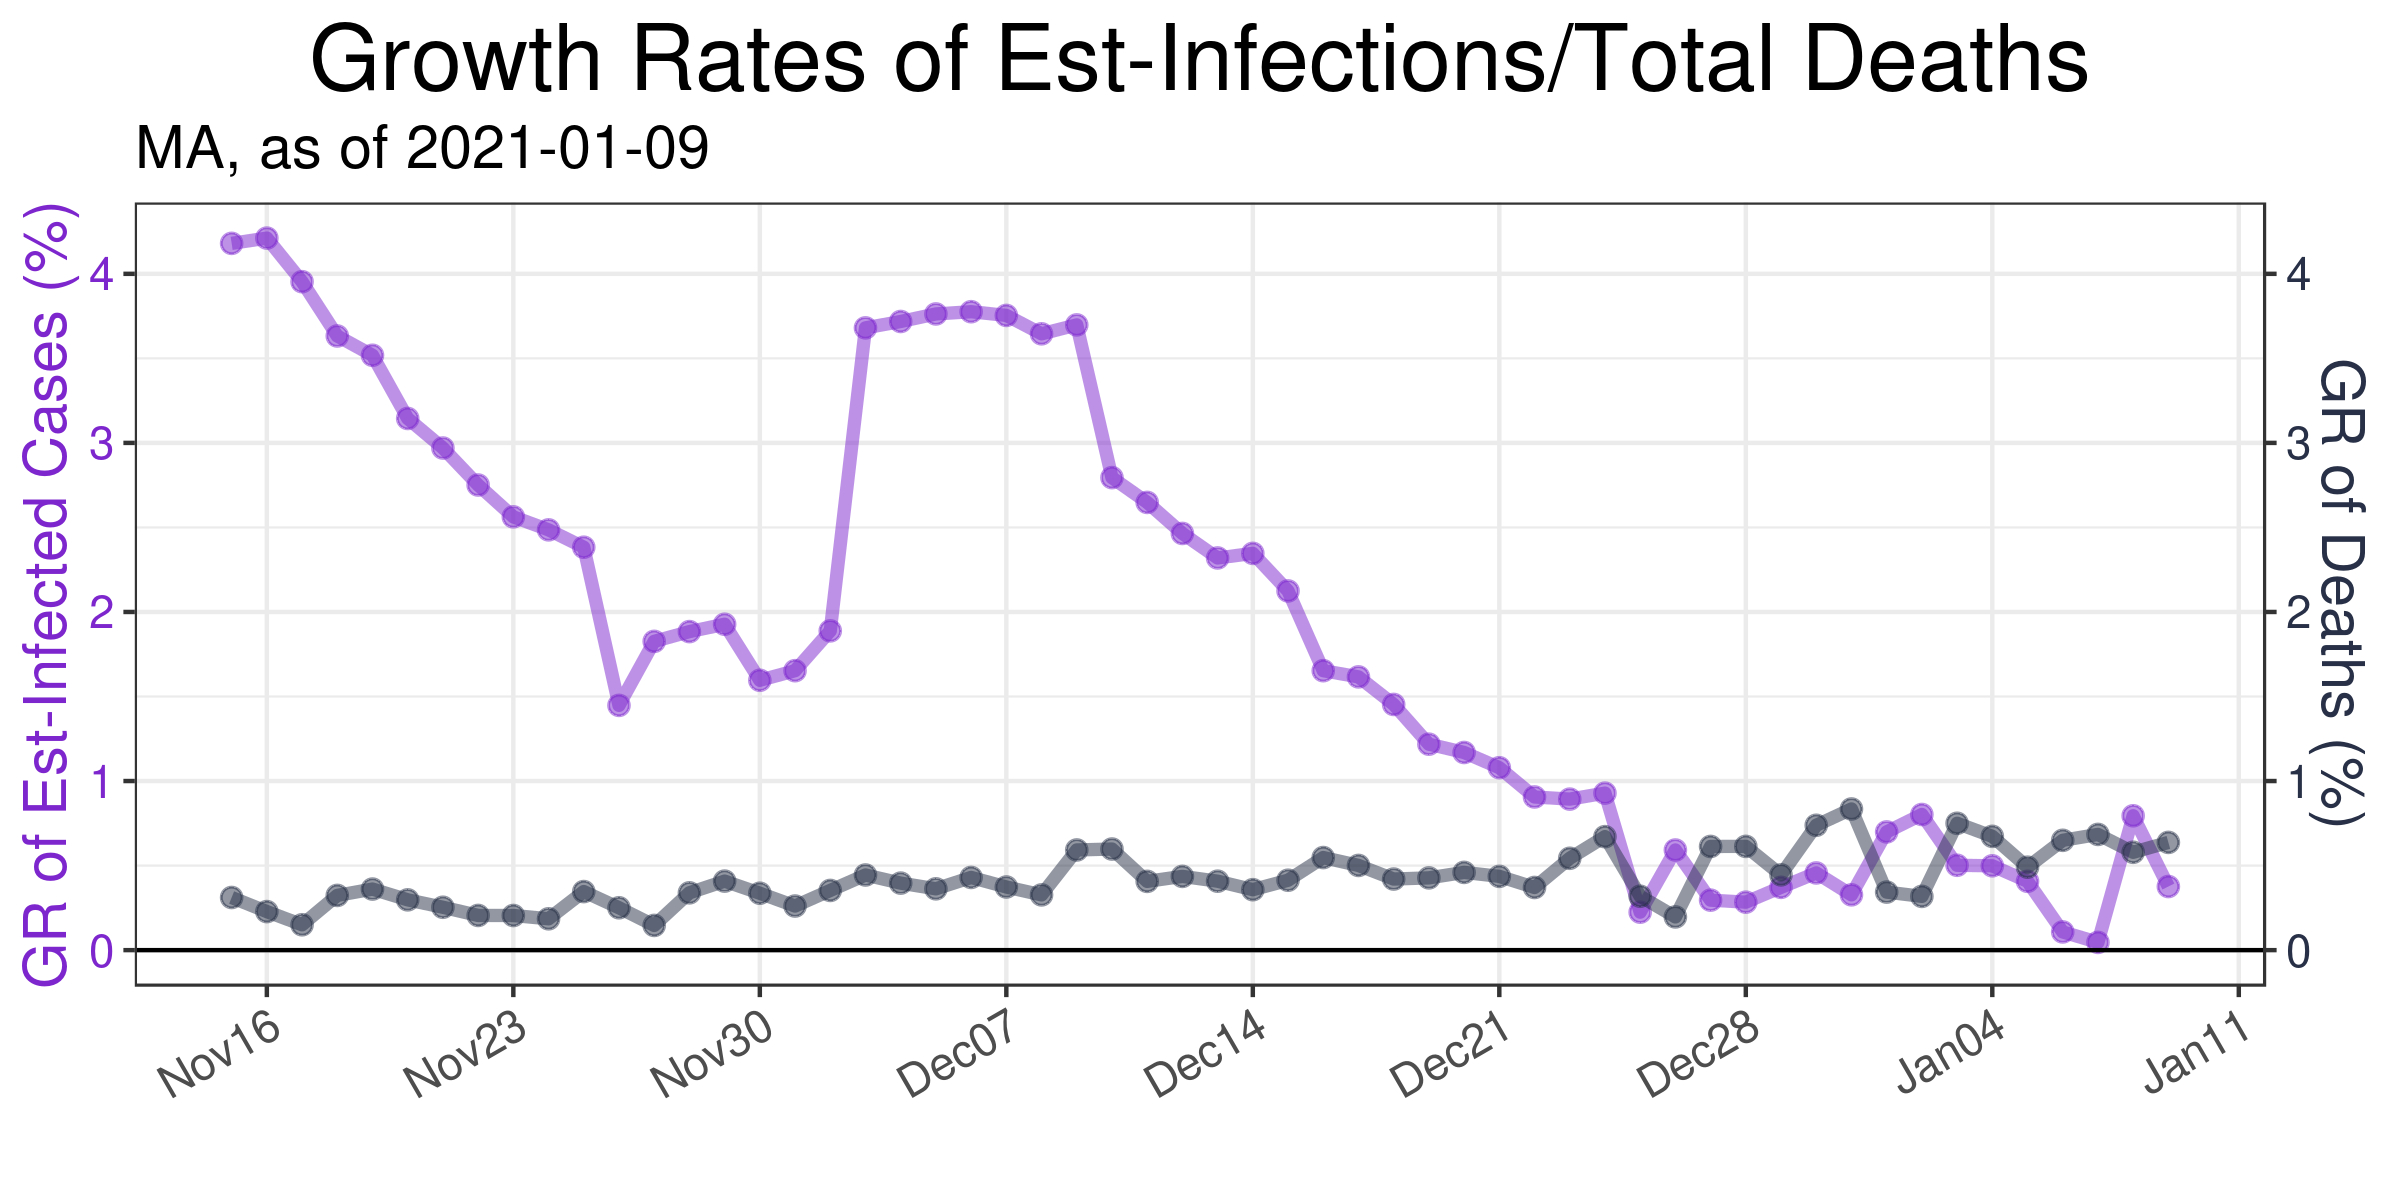 Growth Rates of Est-Infections/Total Deaths
MA, as of 2021-01-09
GR of Est-Infected Cases (%)
4
3
2
1
0
4
3
2
1
0
GR of Deaths (%)
Nov16
Nov23
Nov30
Dec07
Dec14
Dec21
Dec28
Jan04
Jan11